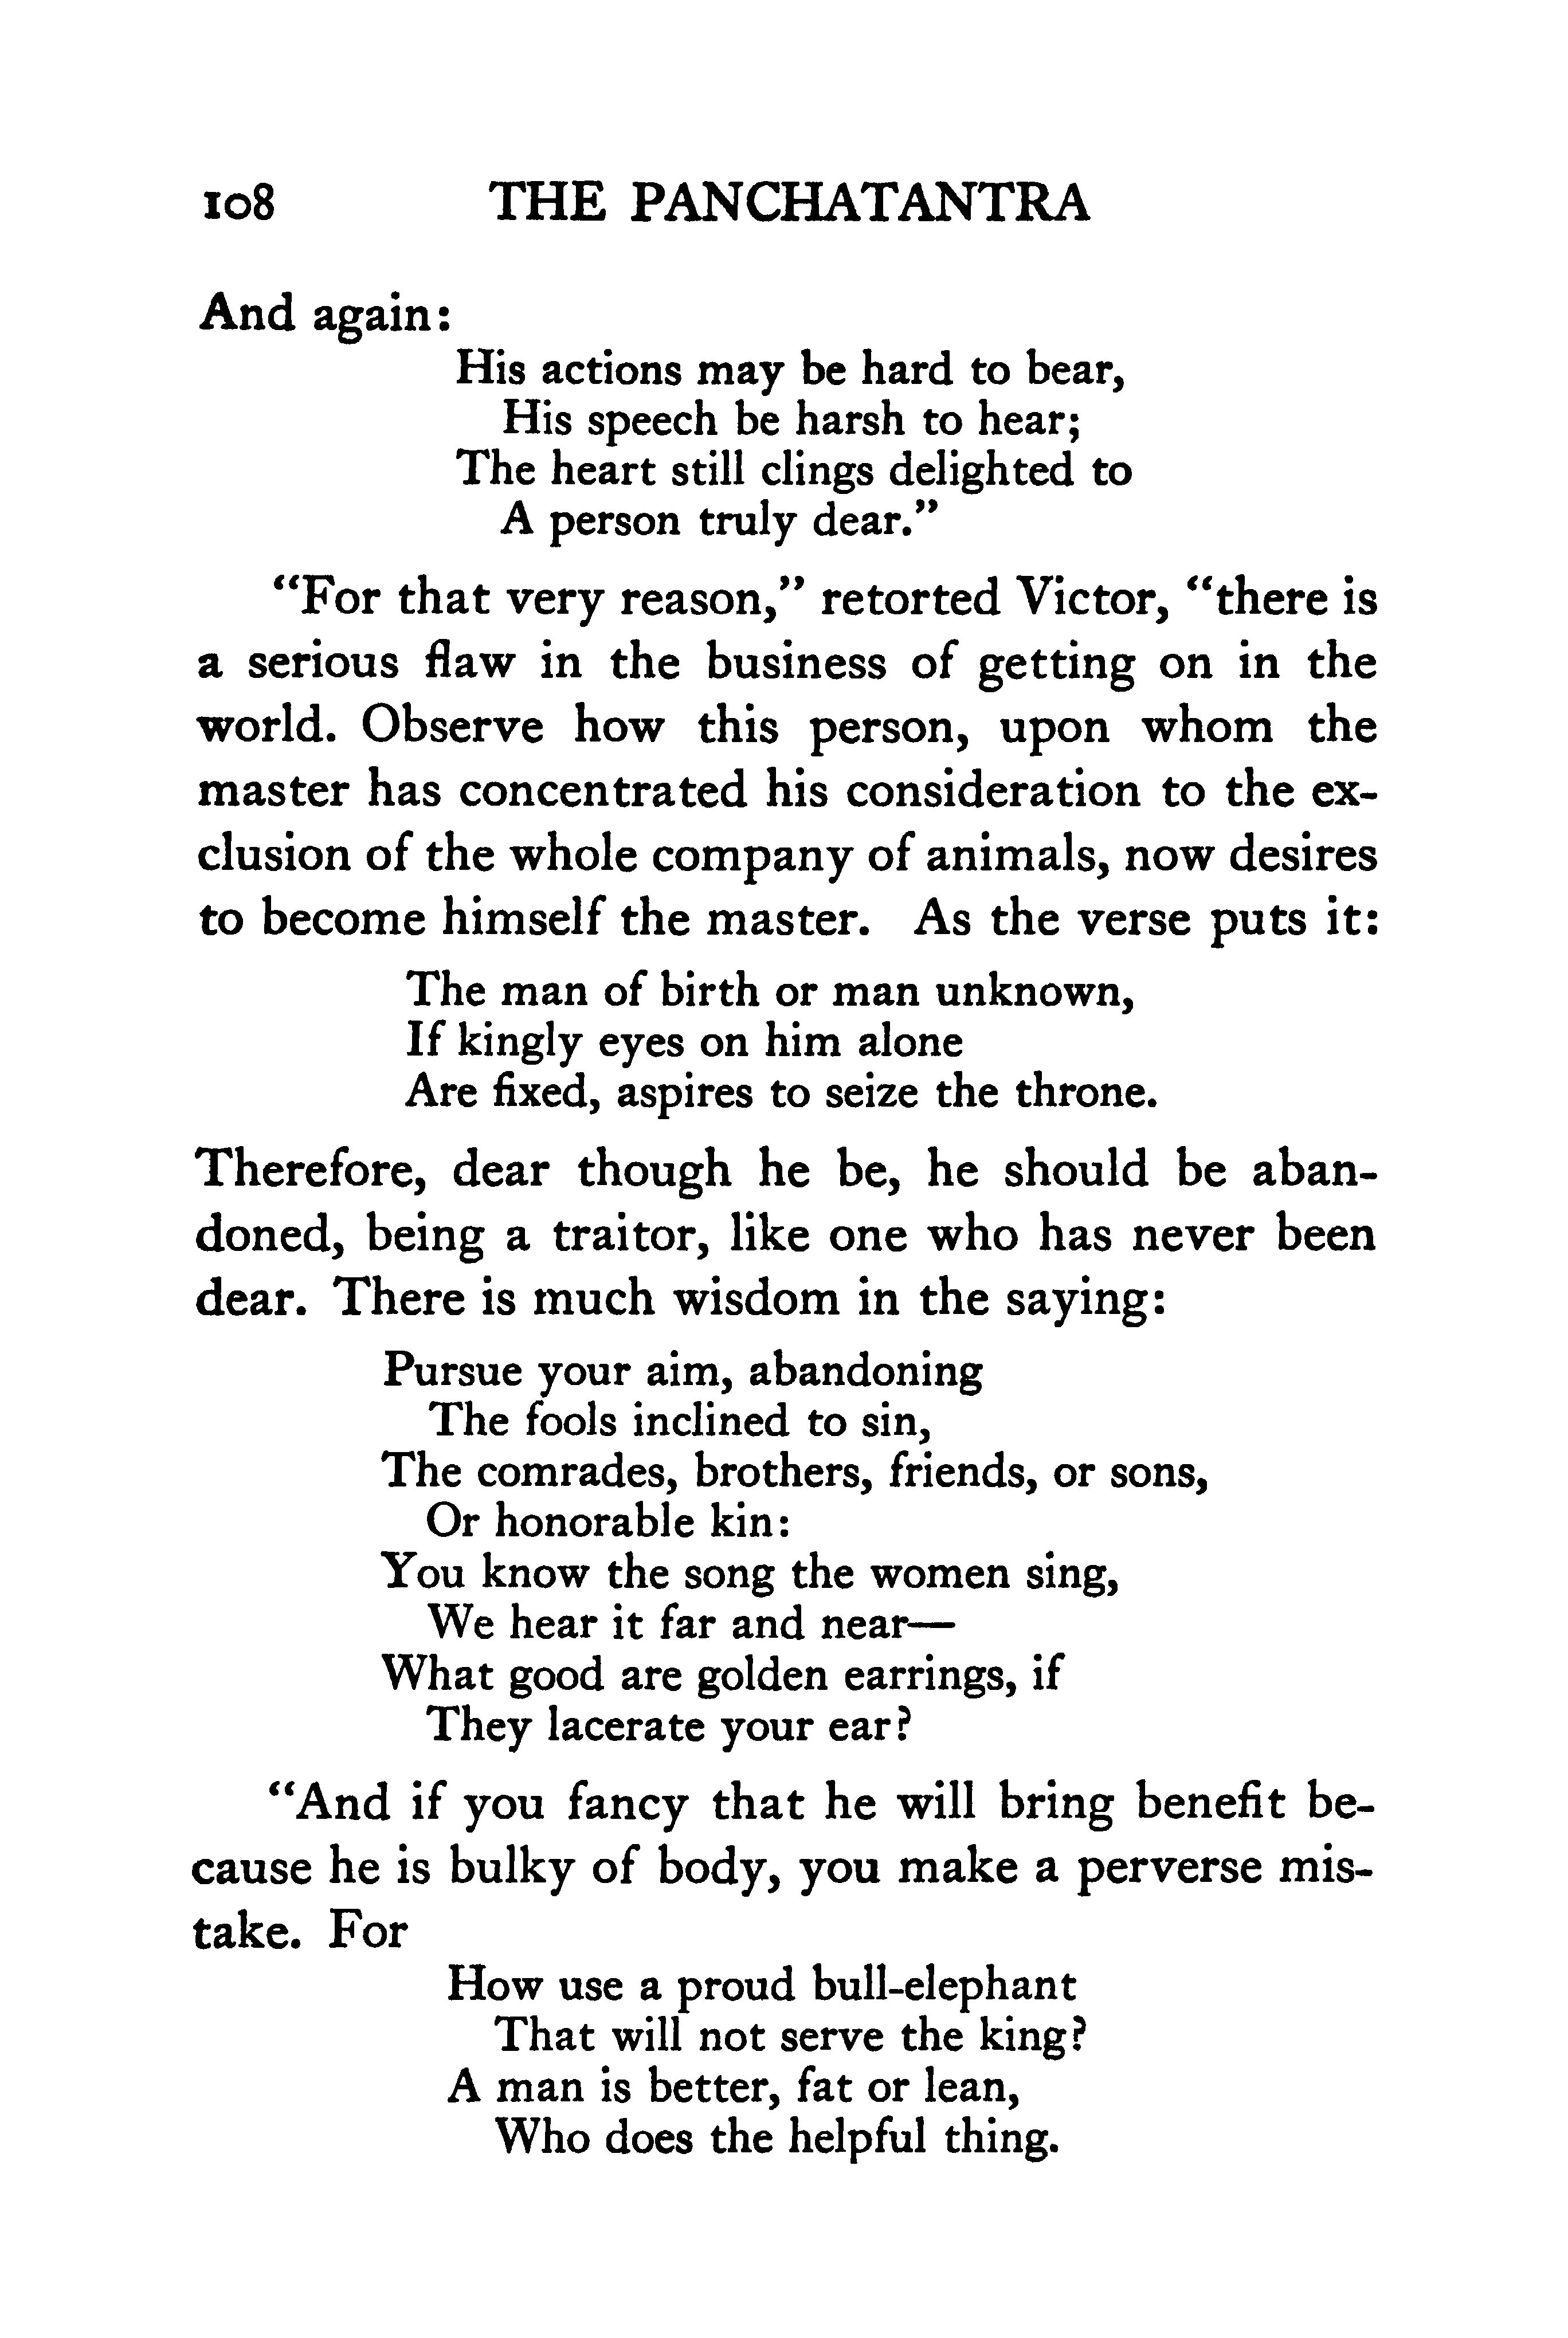 108 THE PANCHATANTRA
And again:
His actions may be hard to bear,
His speech be harsh to hear;
The heart still clings delighted to
A person truly dear.”
“For that very reason,” retorted Victor, “there is
a serious flaw in the business of getting on in the
world. Observe how this person, upon whom the
master has concentrated his consideration to the ex-
clusion of the whole company of animals, now desires
to become himself the master. As the verse puts it:
The man of birth or man unknown,
If kingly eyes on him alone
Are fixed, aspires to seize the throne.
Therefore, dear though he be, he should be aban-
doned, being a traitor, like one who has never been
dear. There is much wisdom in the saying:
Pursue your aim, abandoning
The fools inclined to sin,
The comrades, brothers, friends, or sons,
Or honorable kin:
You know the song the women sing,
We hear it far and near—
What good are golden earrings, if
They lacerate your ear?
“And if you fancy that he will bring benefit be-
cause he is bulky of body, you make a perverse mis-
take. For
How use a proud bull-elephant
That will not serve the king?
A man is better, fat or lean,
Who does the helpful thing.